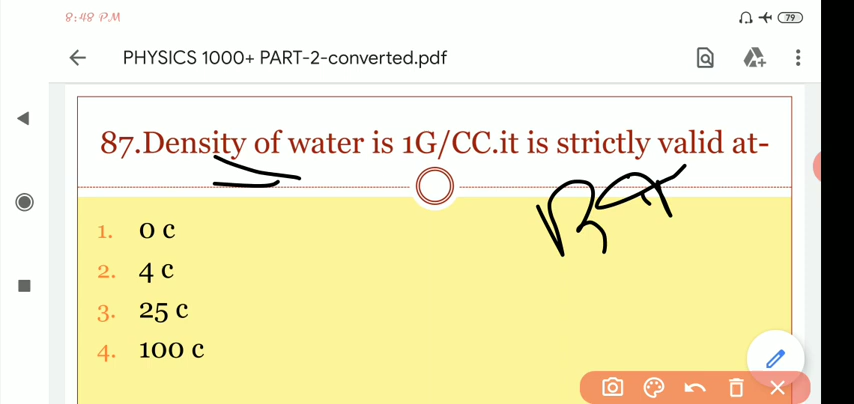 8:48 PM
79
PHYSICS 1000+ PART-2-converted.pdf
87.Density of water is 1G/CC.it is strictly valid at-
1. 0 c
2. 4 c
3. 25 c
4. 100 c